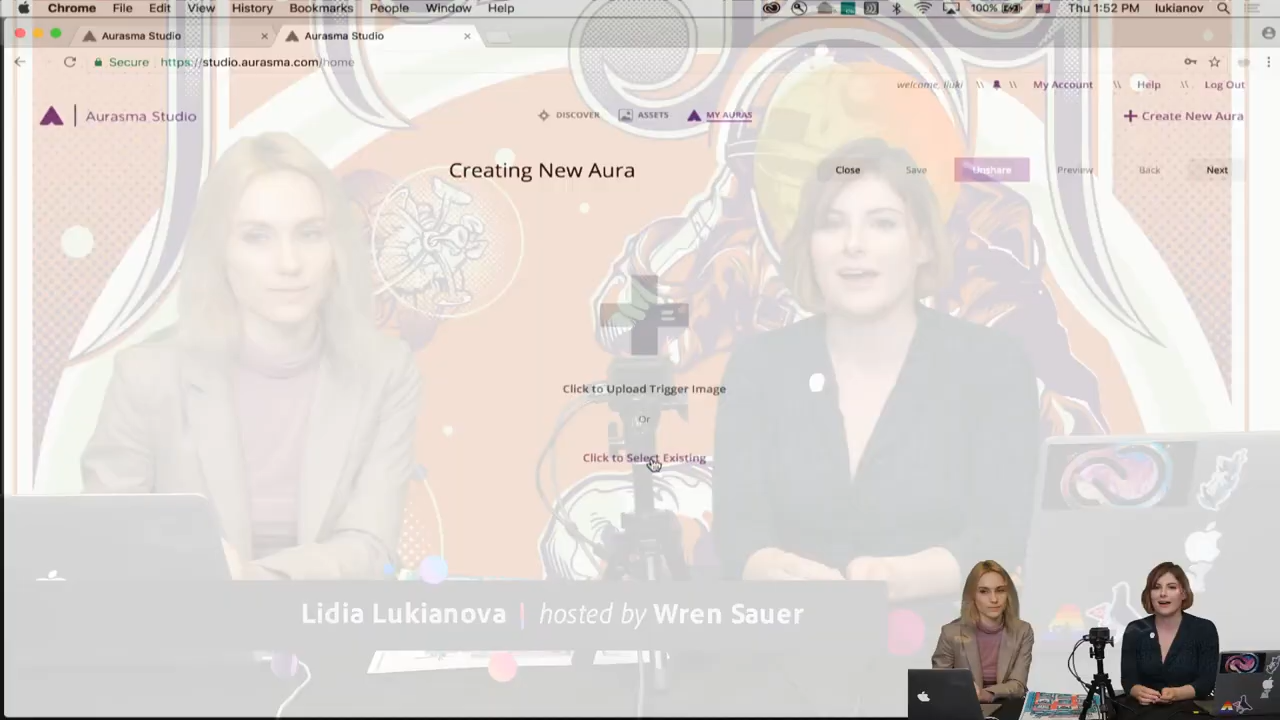 Chrome File Edit View History Bookmarks People Window Help 100% Thu 1:52 PM lukianov
Aurasma Studio Aurasma Studio
Secure https://studio.aurasma.com/home
welcome, lluki \\ \\ My Account \\ Help \\ Log Out
Aurasma Studio DISCOVER ASSETS MY AURAS + Create New Aura
Creating New Aura Close Save Unshare Preview Back Next
Click to Upload Trigger Image
Or
Click to Select Existing
Lidia Lukianova | hosted by Wren Sauer